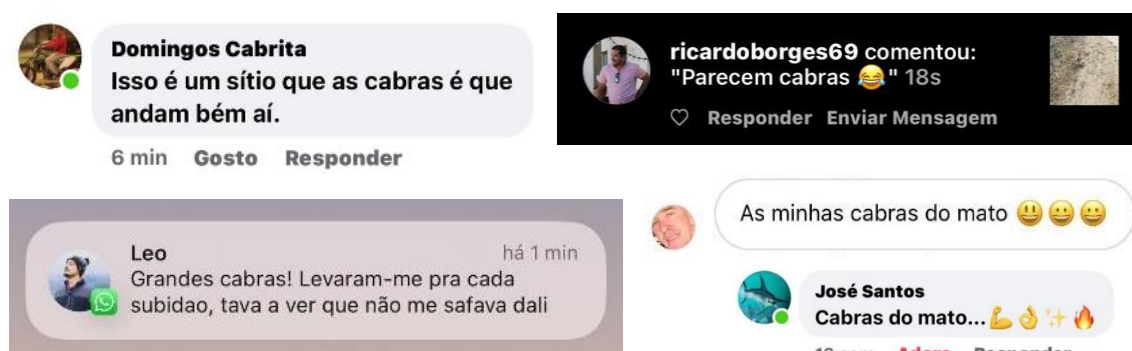 Domingos Cabrita
Isso é um sítio que as cabras é que
andam bém aí.
6 min Gosto Responder
ricardoborges69 comentou:
"Parecem cabras 😂" 18s
Responder Enviar Mensagem
Leo há 1 min
Grandes cabras! Levaram-me pra cada
subidao, tava a ver que não me safava dali
As minhas cabras do mato 😃😀😀
José Santos
Cabras do mato...💪👌✨🔥
Adoro Responder